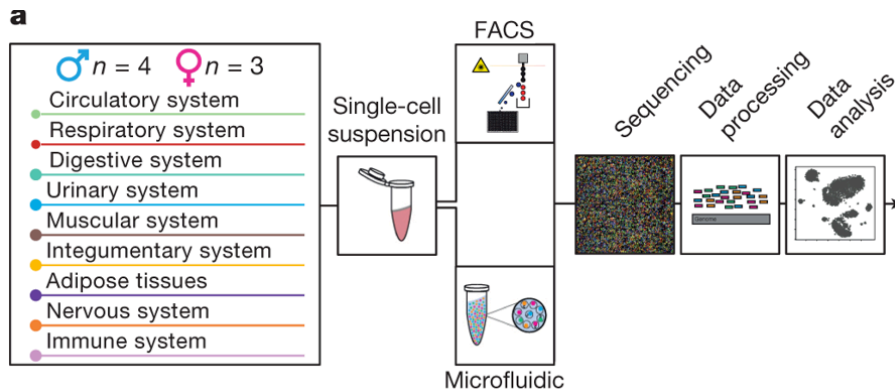 a
n = 4
n = 3
Circulatory system
Respiratory system
Digestive system
Urinary system
Muscular system
Integumentary system
Adipose tissues
Nervous system
Immune system
Single-cell
suspension
FACS
Microfluidic
Sequencing
Data
processing
Genome
Data
analysis